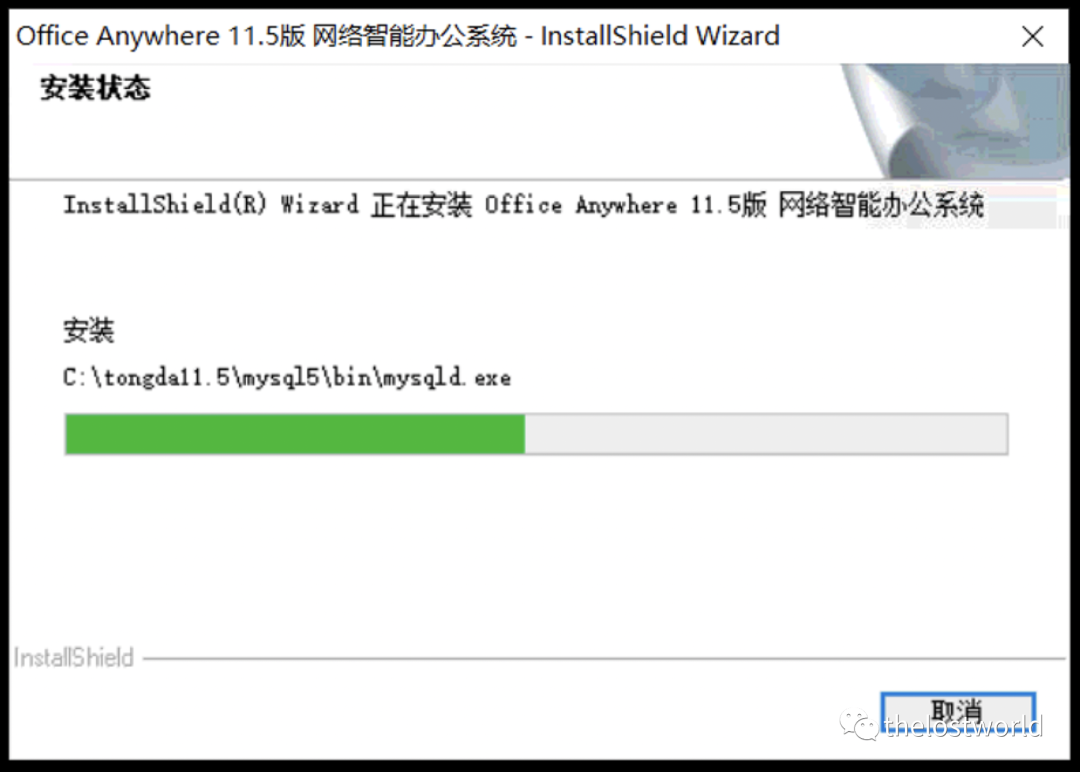 Office Anywhere 11.5版 网络智能办公系统 - InstallShield Wizard
安装状态
InstallShield(R) Wizard 正在安装 Office Anywhere 11.5版 网络智能办公系统
安装
C:\tongda11.5\mysql5\bin\mysqld.exe
InstallShield
取消
thelostworld